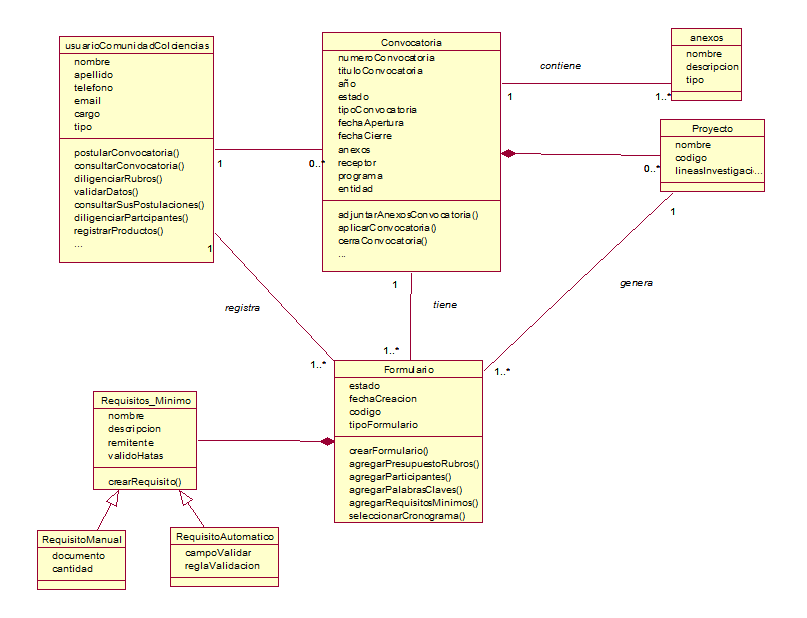 usuarioComunidadColciencias
nombre
apellido
telefono
email
cargo
tipo
postularConvocatoria()
consultarConvocatoria()
diligenciarRubros()
validarDatos()
consultarSusPostulaciones()
diligenciarPartcipantes()
registrarProductos()
...
1
1
0..*
Convocatoria
numeroConvocatoria
tituloConvocatoria
año
estado
tipoConvocatoria
fechaApertura
fechaCierre
anexos
receptor
programa
entidad
adjuntarAnexosConvocatoria()
aplicarConvocatoria()
cerraConvocatoria()
...
contiene
1
1..*
anexos
nombre
descripcion
tipo
Proyecto
nombre
codigo
lineasInvestigaci...
0..*
1
genera
1..*
1
tiene
1..*
registra
1..*
Formulario
estado
fechaCreacion
codigo
tipoFormulario
crearFormulario()
agregarPresupuestoRubros()
agregarParticipantes()
agregarPalabrasClaves()
agregarRequisitosMinimos()
seleccionarCronograma()
Requisitos_Minimo
nombre
descripcion
remitente
validoHatas
crearRequisito()
RequisitoManual
documento
cantidad
RequisitoAutomatico
campoValidar
reglaValidacion